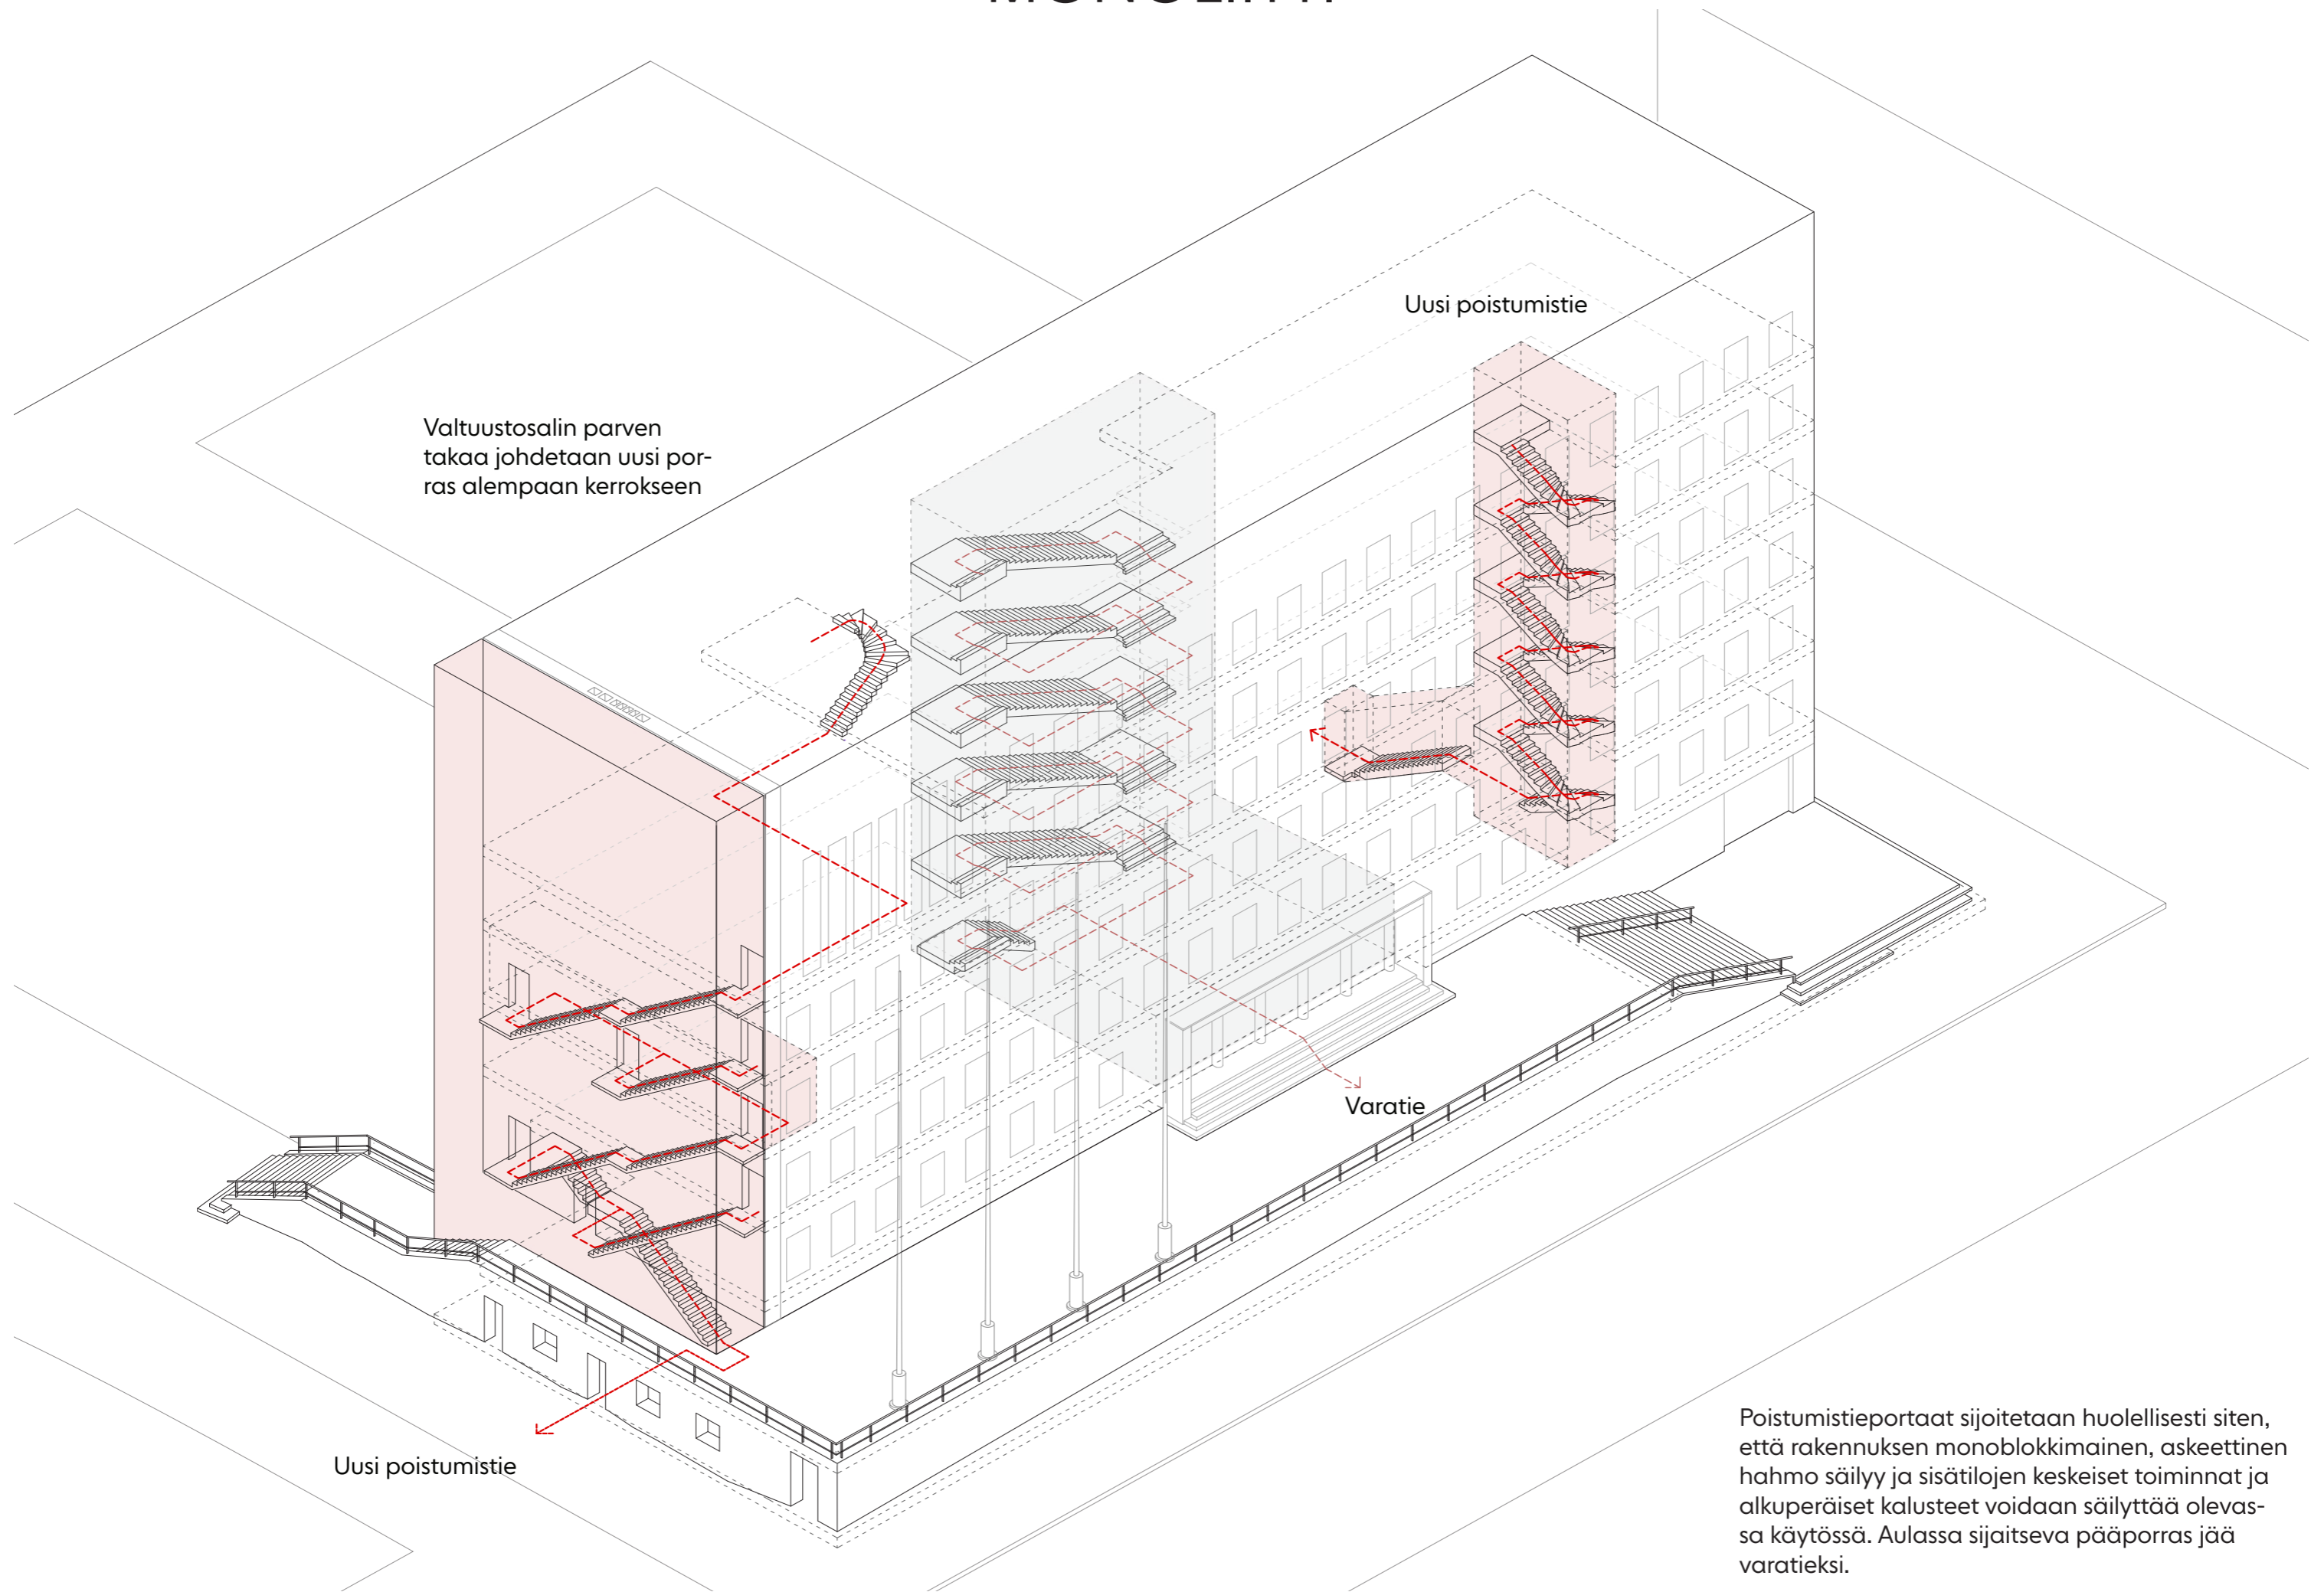 Uusi poistumistie
Valtuustosalin parven
takaa johdetaan uusi por-
ras alempaan kerrokseen
Varatie
Uusi poistumistie
Poistumistieportaat sijoitetaan huolellisesti siten,
että rakennuksen monoblokkimainen, askeettinen
hahmo säilyy ja sisätilojen keskeiset toiminnat ja
alkuperäiset kalusteet voidaan säilyttää olevas-
sa käytössä. Aulassa sijaitseva pääporras jää
varatieksi.